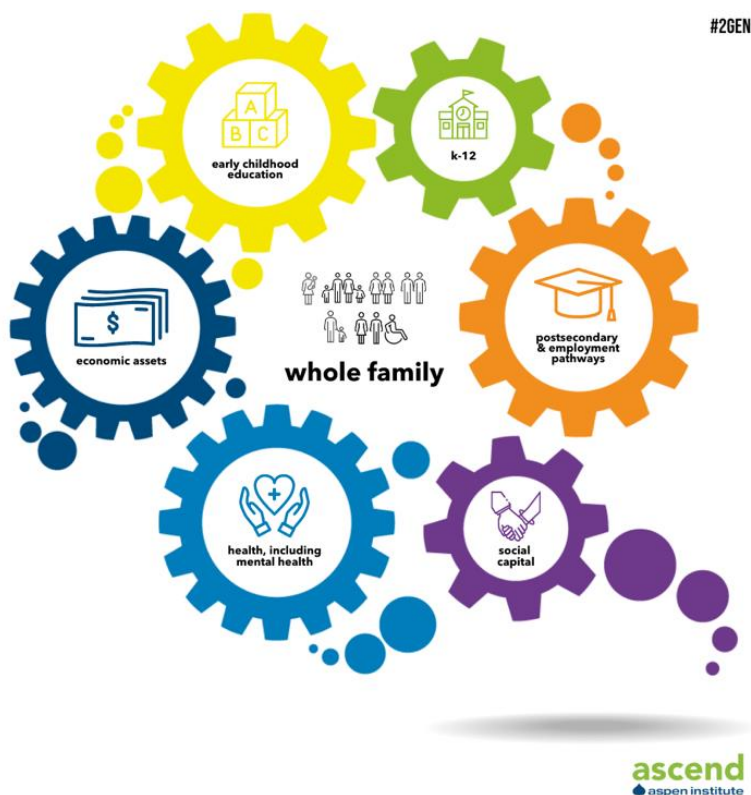 #2GEN
A
B C
early childhood
education
k-12
$
economic assets
whole family
postsecondary
& employment
pathways
health, including
mental health
social
capital
ascend
aspen institute